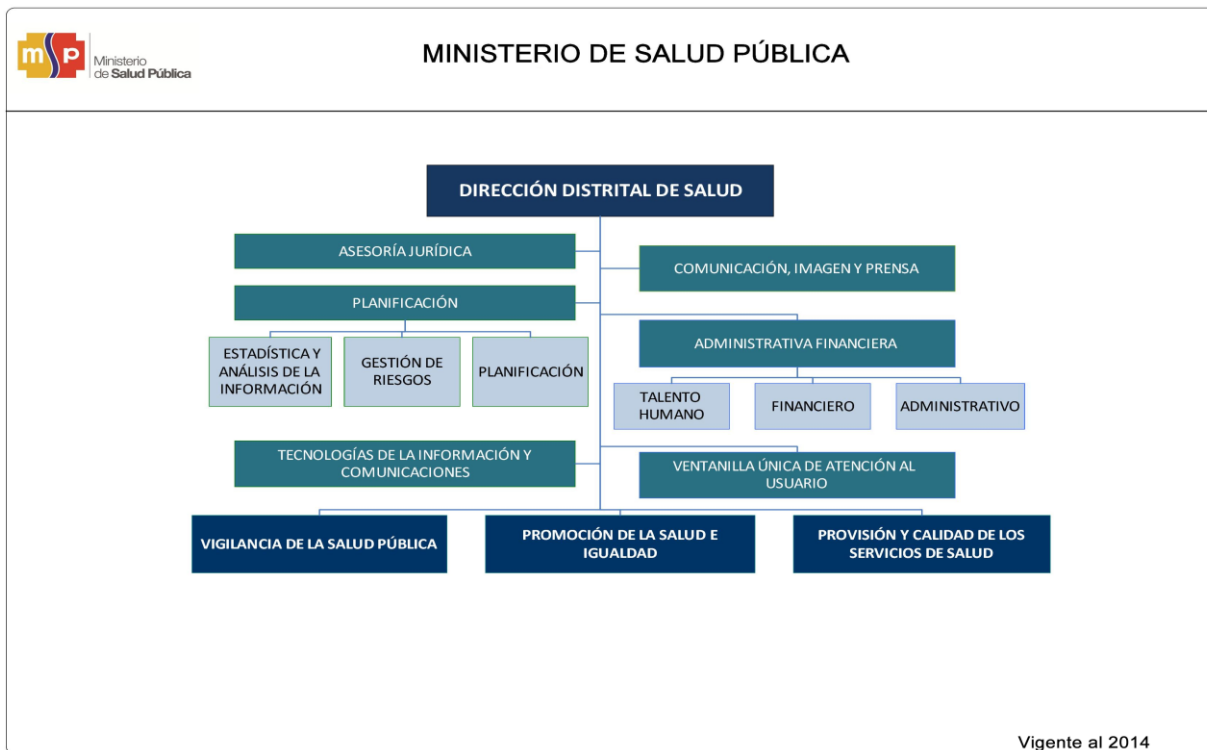 msp
Ministerio
de Salud Pública
MINISTERIO DE SALUD PÚBLICA
DIRECCIÓN DISTRITAL DE SALUD
ASESORÍA JURÍDICA
COMUNICACIÓN, IMAGEN Y PRENSA
PLANIFICACIÓN
ESTADÍSTICA Y
ANÁLISIS DE LA
INFORMACIÓN
GESTIÓN DE
RIESGOS
PLANIFICACIÓN
ADMINISTRATIVA FINANCIERA
TALENTO
HUMANO
FINANCIERO
ADMINISTRATIVO
TECNOLOGÍAS DE LA INFORMACIÓN Y
COMUNICACIONES
VENTANILLA ÚNICA DE ATENCIÓN AL
USUARIO
VIGILANCIA DE LA SALUD PÚBLICA
PROMOCIÓN DE LA SALUD E
IGUALDAD
PROVISIÓN Y CALIDAD DE LOS
SERVICIOS DE SALUD
Vigente al 2014